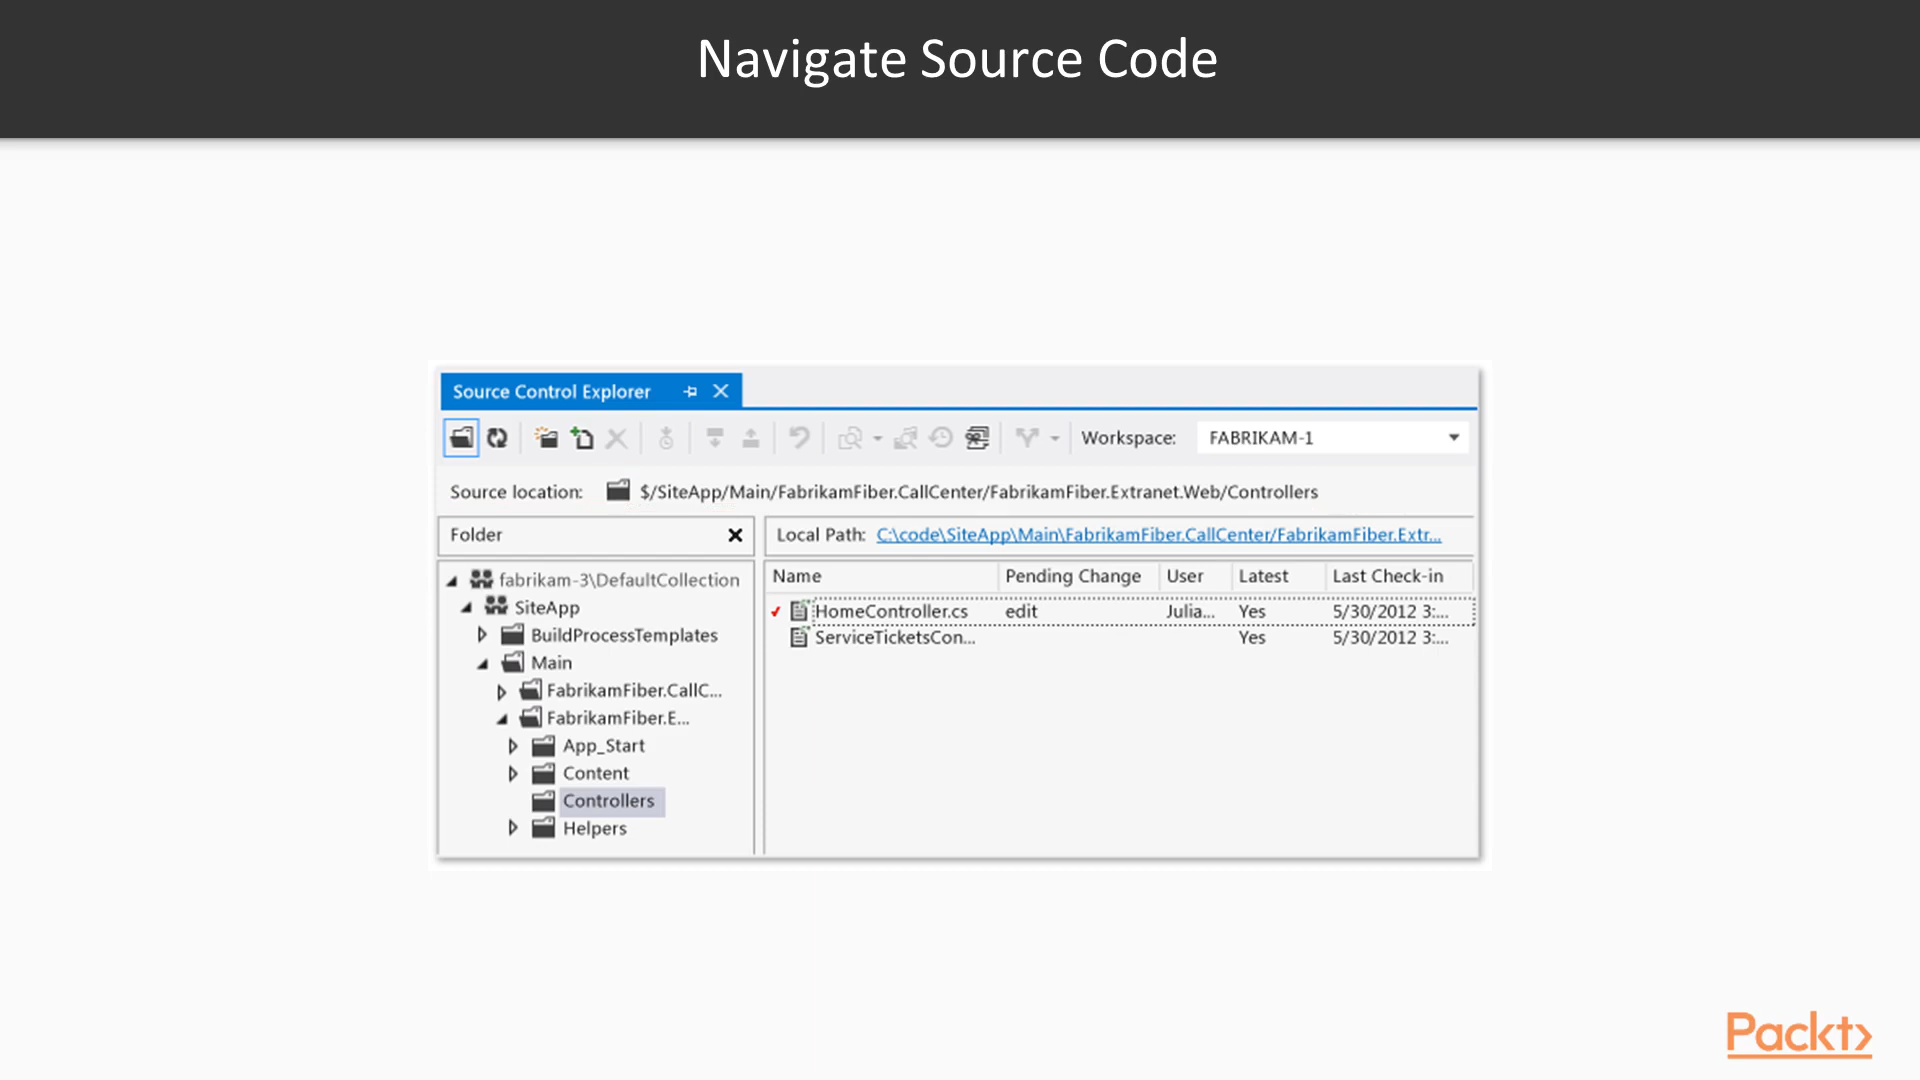 Navigate Source Code
Source Control Explorer
Workspace: FABRIKAM-1
Source location: $/SiteApp/Main/FabrikamFiber.CallCenter/FabrikamFiber.Extranet.Web/Controllers
Folder
Local Path: C:\code\SiteApp\Main\FabrikamFiber.CallCenter/FabrikamFiber.Extr...
fabrikam-3\DefaultCollection
SiteApp
BuildProcessTemplates
Main
FabrikamFiber.CallC...
FabrikamFiber.E...
App_Start
Content
Controllers
Helpers
Name Pending Change User Latest Last Check-in
HomeController.cs edit Julia... Yes 5/30/2012 3:...
ServiceTicketsCon... Yes 5/30/2012 3:...
Packt